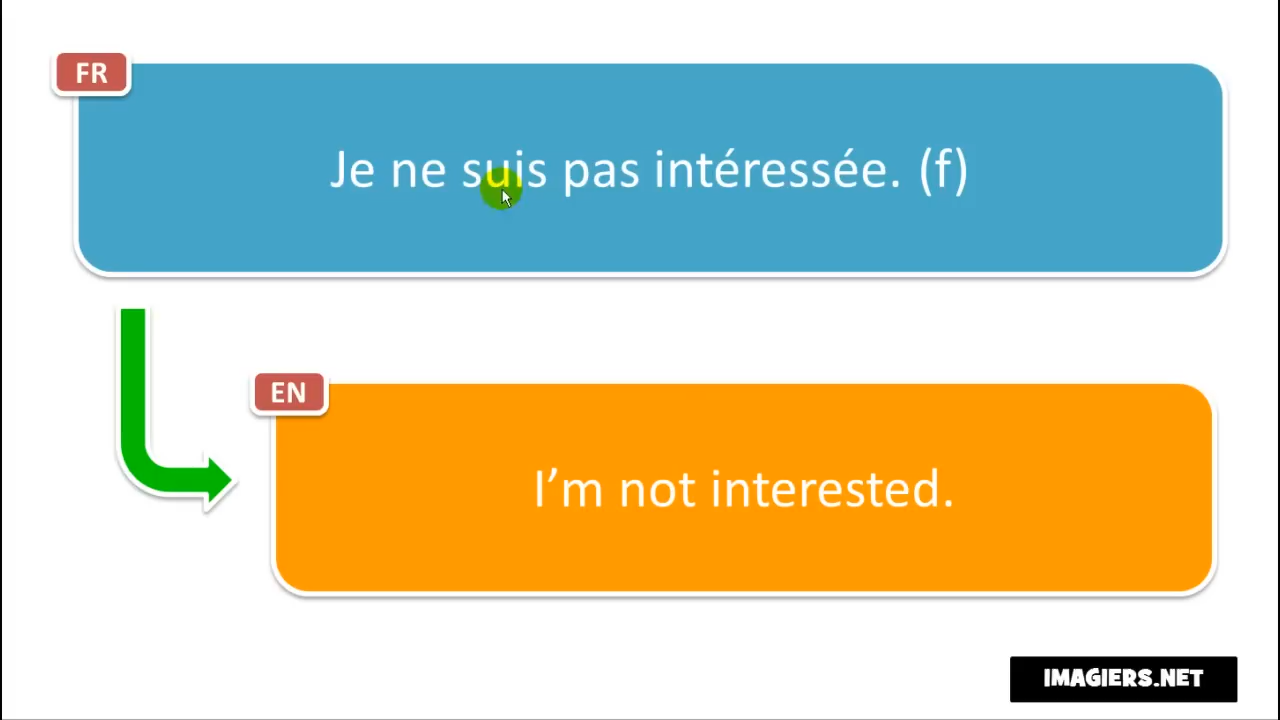 FR
Je ne suis pas intéressée. (f)
EN
I’m not interested.
IMAGIERS.NET